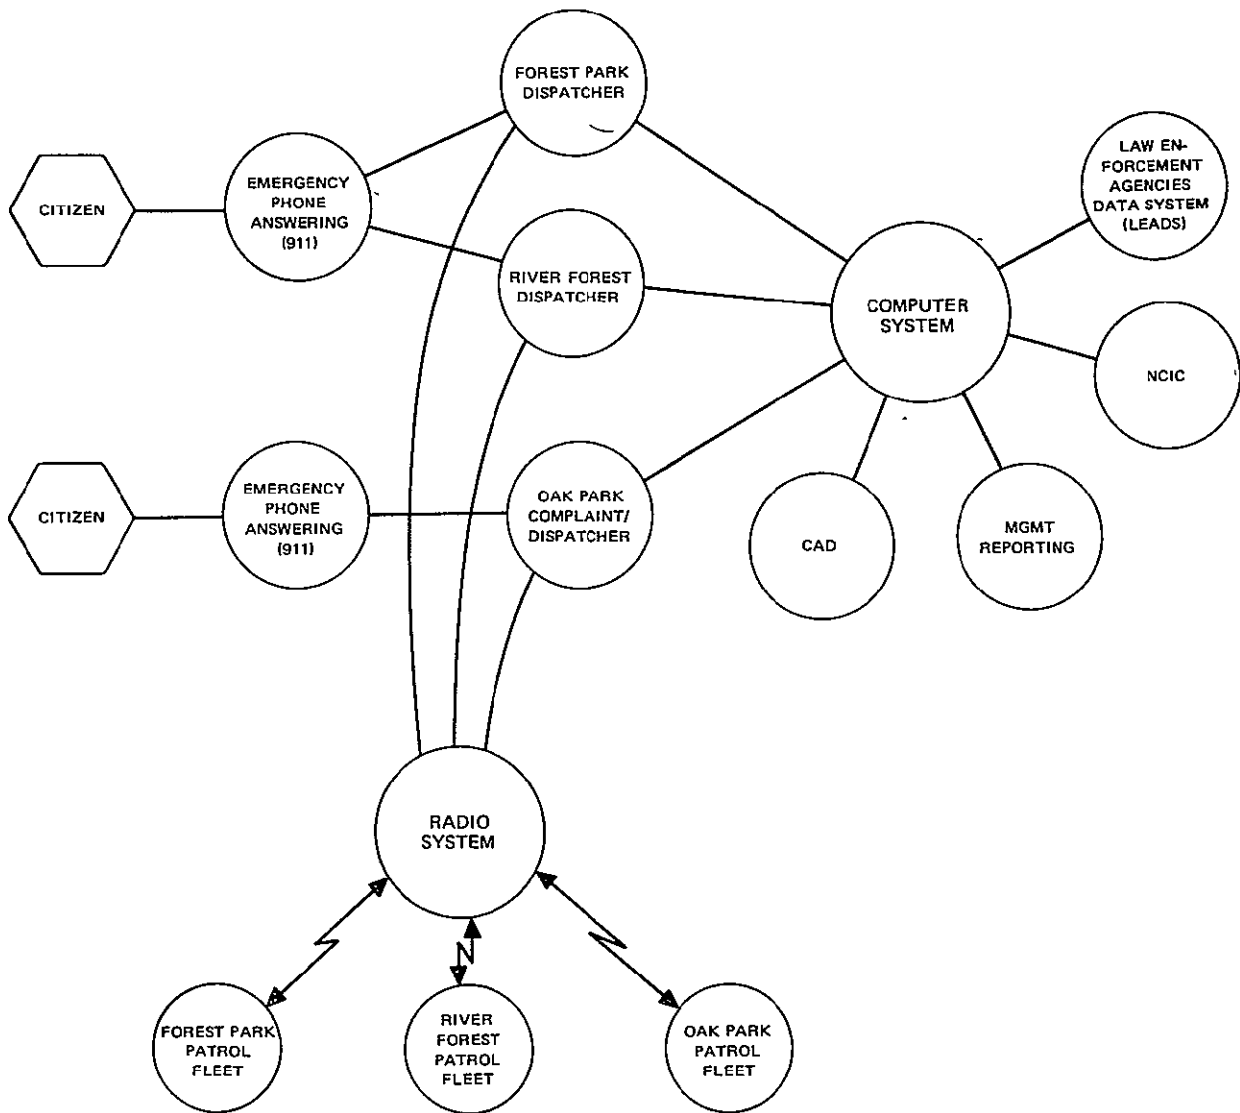 FOREST PARK
DISPATCHER
LAW EN-
FORCEMENT
AGENCIES
DATA SYSTEM
(LEADS)
CITIZEN
EMERGENCY
PHONE
ANSWERING
(911)
RIVER FOREST
DISPATCHER
COMPUTER
SYSTEM
NCIC
CITIZEN
EMERGENCY
PHONE
ANSWERING
(911)
OAK PARK
COMPLAINT/
DISPATCHER
CAD
MGMT
REPORTING
RADIO
SYSTEM
FOREST PARK
PATROL
FLEET
RIVER
FOREST
PATROL
FLEET
OAK PARK
PATROL
FLEET